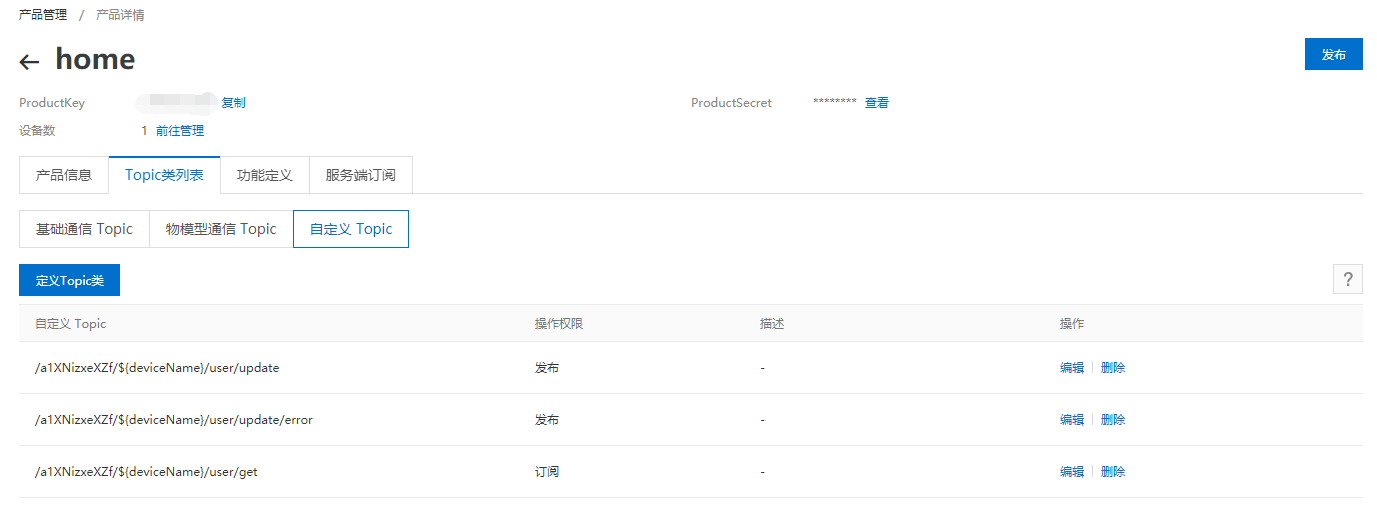 产品管理 / 产品详情
← home 发布
ProductKey 复制 ProductSecret ******** 查看
设备数 1 前往管理
产品信息 Topic类列表 功能定义 服务端订阅
基础通信 Topic 物模型通信 Topic 自定义 Topic
定义Topic类 ?
自定义 Topic 操作权限 描述 操作
/a1XNizxeXZf/${deviceName}/user/update 发布 - 编辑 删除
/a1XNizxeXZf/${deviceName}/user/update/error 发布 - 编辑 删除
/a1XNizxeXZf/${deviceName}/user/get 订阅 - 编辑 删除